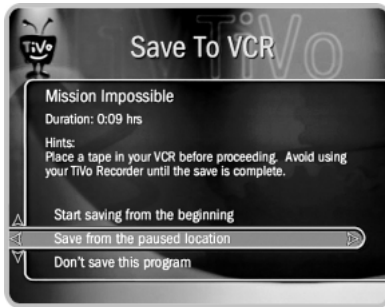 TiVo
Save To VCR
Mission Impossible
Duration: 0:09 hrs
Hints:
Place a tape in your VCR before proceeding. Avoid using
your TiVo Recorder until the save is complete.
Start saving from the beginning
Save from the paused location
Don't save this program